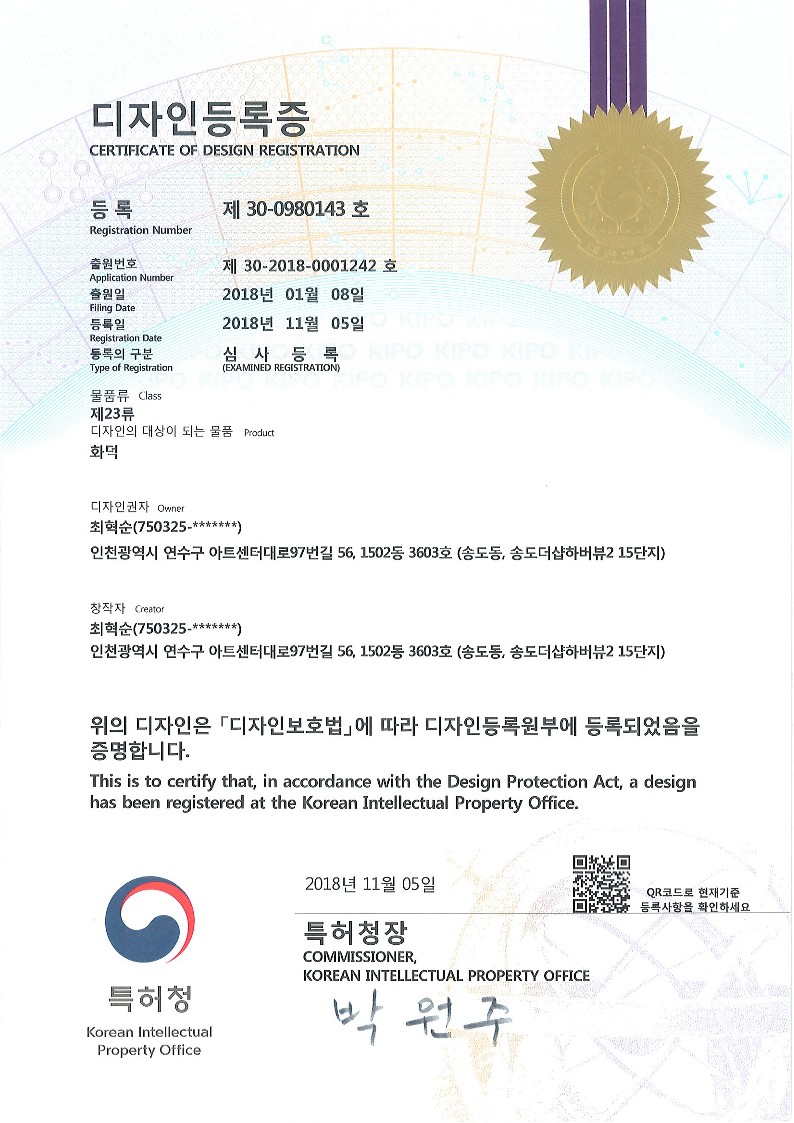 디자인등록증
CERTIFICATE OF DESIGN REGISTRATION
등록 제 30-0980143 호
Registration Number
출원번호 제 30-2018-0001242 호
Application Number
출원일 2018년 01월 08일
Filing Date
등록일 2018년 11월 05일
Registration Date
등록의 구분 심 사 등 록
Type of Registration (EXAMINED REGISTRATION)
물품류 Class
제23류
디자인의 대상이 되는 물품 Product
화덕
디자인권자 Owner
최혁순(750325-*******)
인천광역시 연수구 아트센터대로97번길 56, 1502동 3603호 (송도동, 송도더샵하버뷰2 15단지)
창작자 Creator
최혁순(750325-*******)
인천광역시 연수구 아트센터대로97번길 56, 1502동 3603호 (송도동, 송도더샵하버뷰2 15단지)
위의 디자인은 「디자인보호법」에 따라 디자인등록원부에 등록되었음을
증명합니다.
This is to certify that, in accordance with the Design Protection Act, a design
has been registered at the Korean Intellectual Property Office.
2018년 11월 05일
QR코드로 현재기준
등록사항을 확인하세요
특허청장
COMMISSIONER,
KOREAN INTELLECTUAL PROPERTY OFFICE
박원주
특허청
Korean Intellectual
Property Office